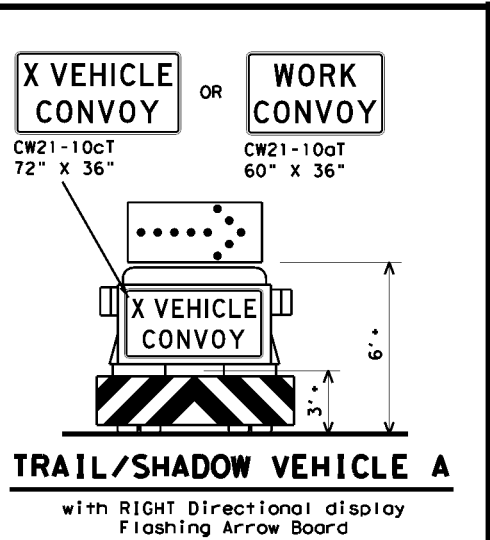 X VEHICLE
CONVOY
OR
WORK
CONVOY
CW21-10cT
72" X 36"
CW21-10aT
60" X 36"
X VEHICLE
CONVOY
6' +
3' +
TRAIL/SHADOW VEHICLE A
with RIGHT Directional display
Flashing Arrow Board